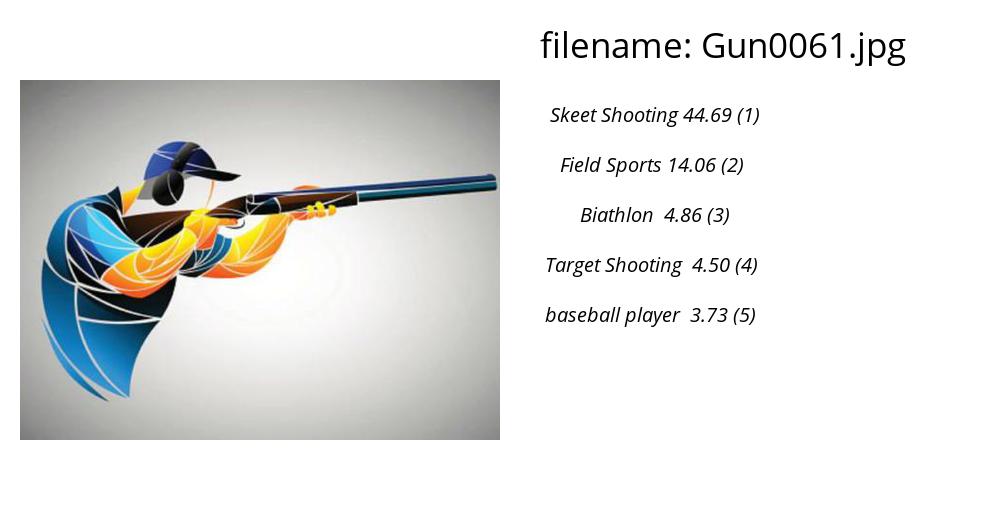 filename: Gun0061.jpg
Skeet Shooting 44.69 (1)
Field Sports 14.06 (2)
Biathlon 4.86 (3)
Target Shooting 4.50 (4)
baseball player 3.73 (5)